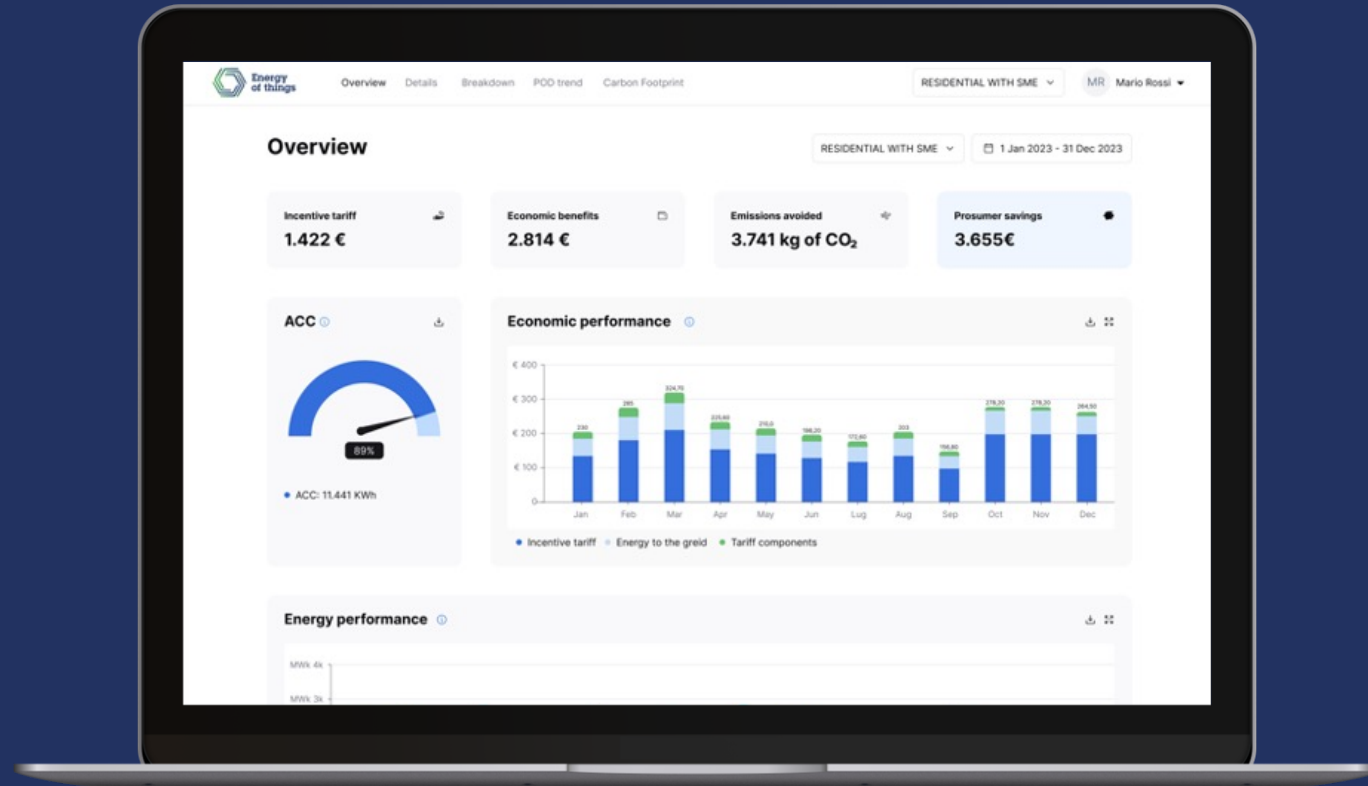 Energy
of things
Overview Details Breakdown POD trend Carbon Footprint
RESIDENTIAL WITH SME
MR Mario Rossi
Overview
RESIDENTIAL WITH SME
1 Jan 2023 - 31 Dec 2023
Incentive tariff
1.422 €
Economic benefits
2.814 €
Emissions avoided
3.741 kg of CO₂
Prosumer savings
3.655€
ACC
89%
ACC: 11.441 KWh
Economic performance
€ 400
€ 300
€ 200
€ 100
0
230 265 324,70 225,60 210,0 196,20 172,60 203 156,80 278,20 278,20 264,50
Jan Feb Mar Apr May Jun Lug Aug Sep Oct Nov Dec
Incentive tariff Energy to the greid Tariff components
Energy performance
MWk 4k
MWk 3k